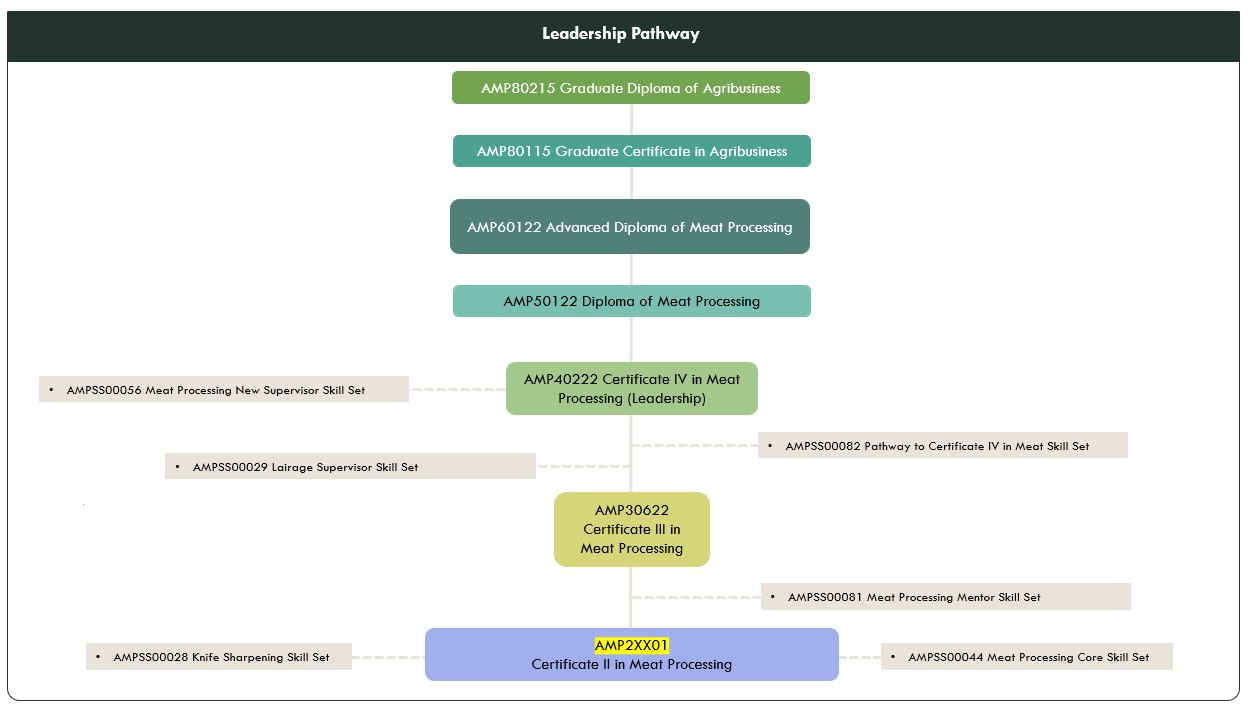 Leadership Pathway
AMP80215 Graduate Diploma of Agribusiness
AMP80115 Graduate Certificate in Agribusiness
AMP60122 Advanced Diploma of Meat Processing
AMP50122 Diploma of Meat Processing
AMP40222 Certificate IV in Meat
Processing (Leadership)
• AMPSS00056 Meat Processing New Supervisor Skill Set
• AMPSS00082 Pathway to Certificate IV in Meat Skill Set
• AMPSS00029 Lairage Supervisor Skill Set
AMP30622
Certificate III in
Meat Processing
• AMPSS00081 Meat Processing Mentor Skill Set
AMP2XX01
Certificate II in Meat Processing
• AMPSS00028 Knife Sharpening Skill Set
• AMPSS00044 Meat Processing Core Skill Set